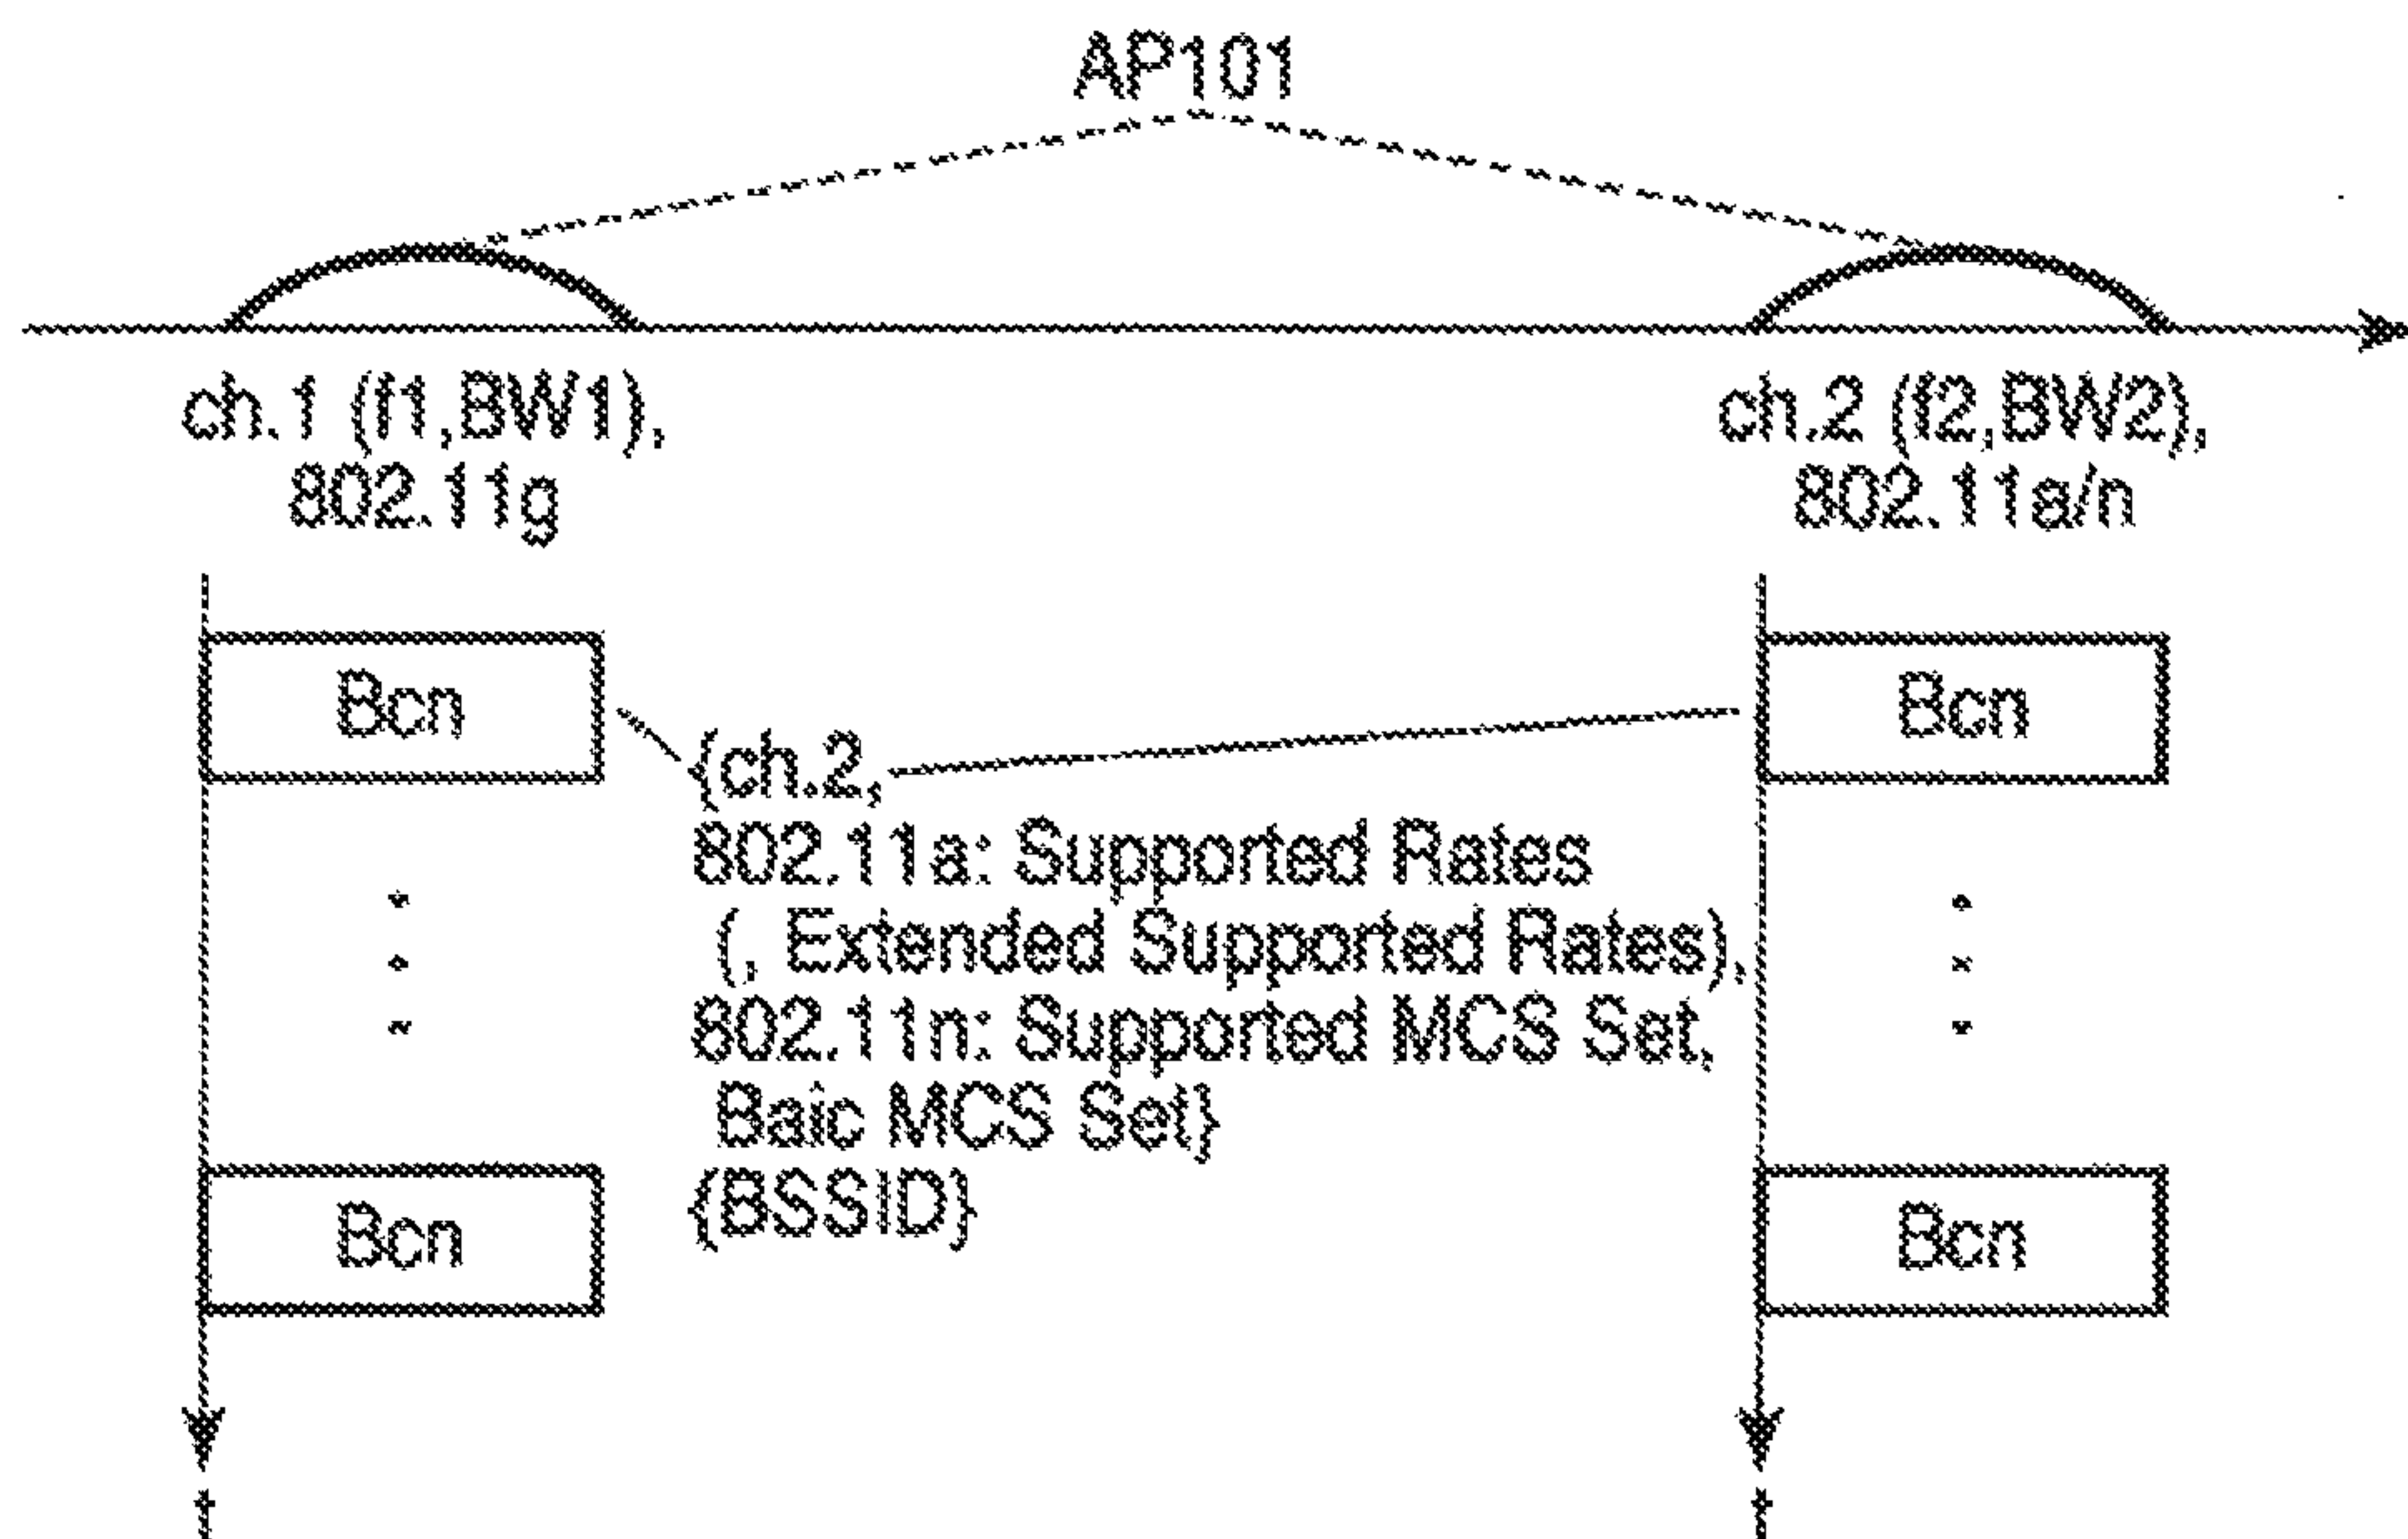 AP101
ch.1 (f1,BW1),
802.11g
ch.2 (f2,BW2),
802.11a/n
Bcn
Bcn
{ch.2,
802.11a: Supported Rates
(, Extended Supported Rates),
802.11n: Supported MCS Set,
Baic MCS Set}
{BSSID}
Bcn
Bcn